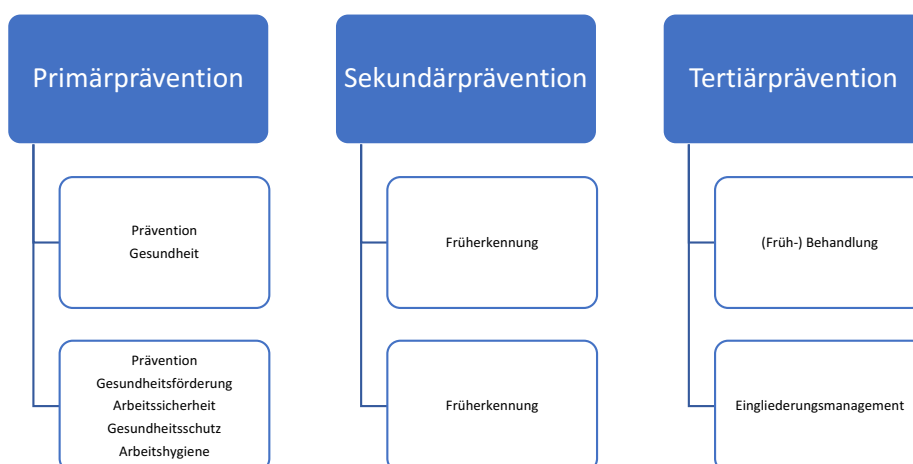 Primärprävention
Sekundärprävention
Tertiärprävention
Prävention
Gesundheit
Früherkennung
(Früh-) Behandlung
Prävention
Gesundheitsförderung
Arbeitssicherheit
Gesundheitsschutz
Arbeitshygiene
Früherkennung
Eingliederungsmanagement